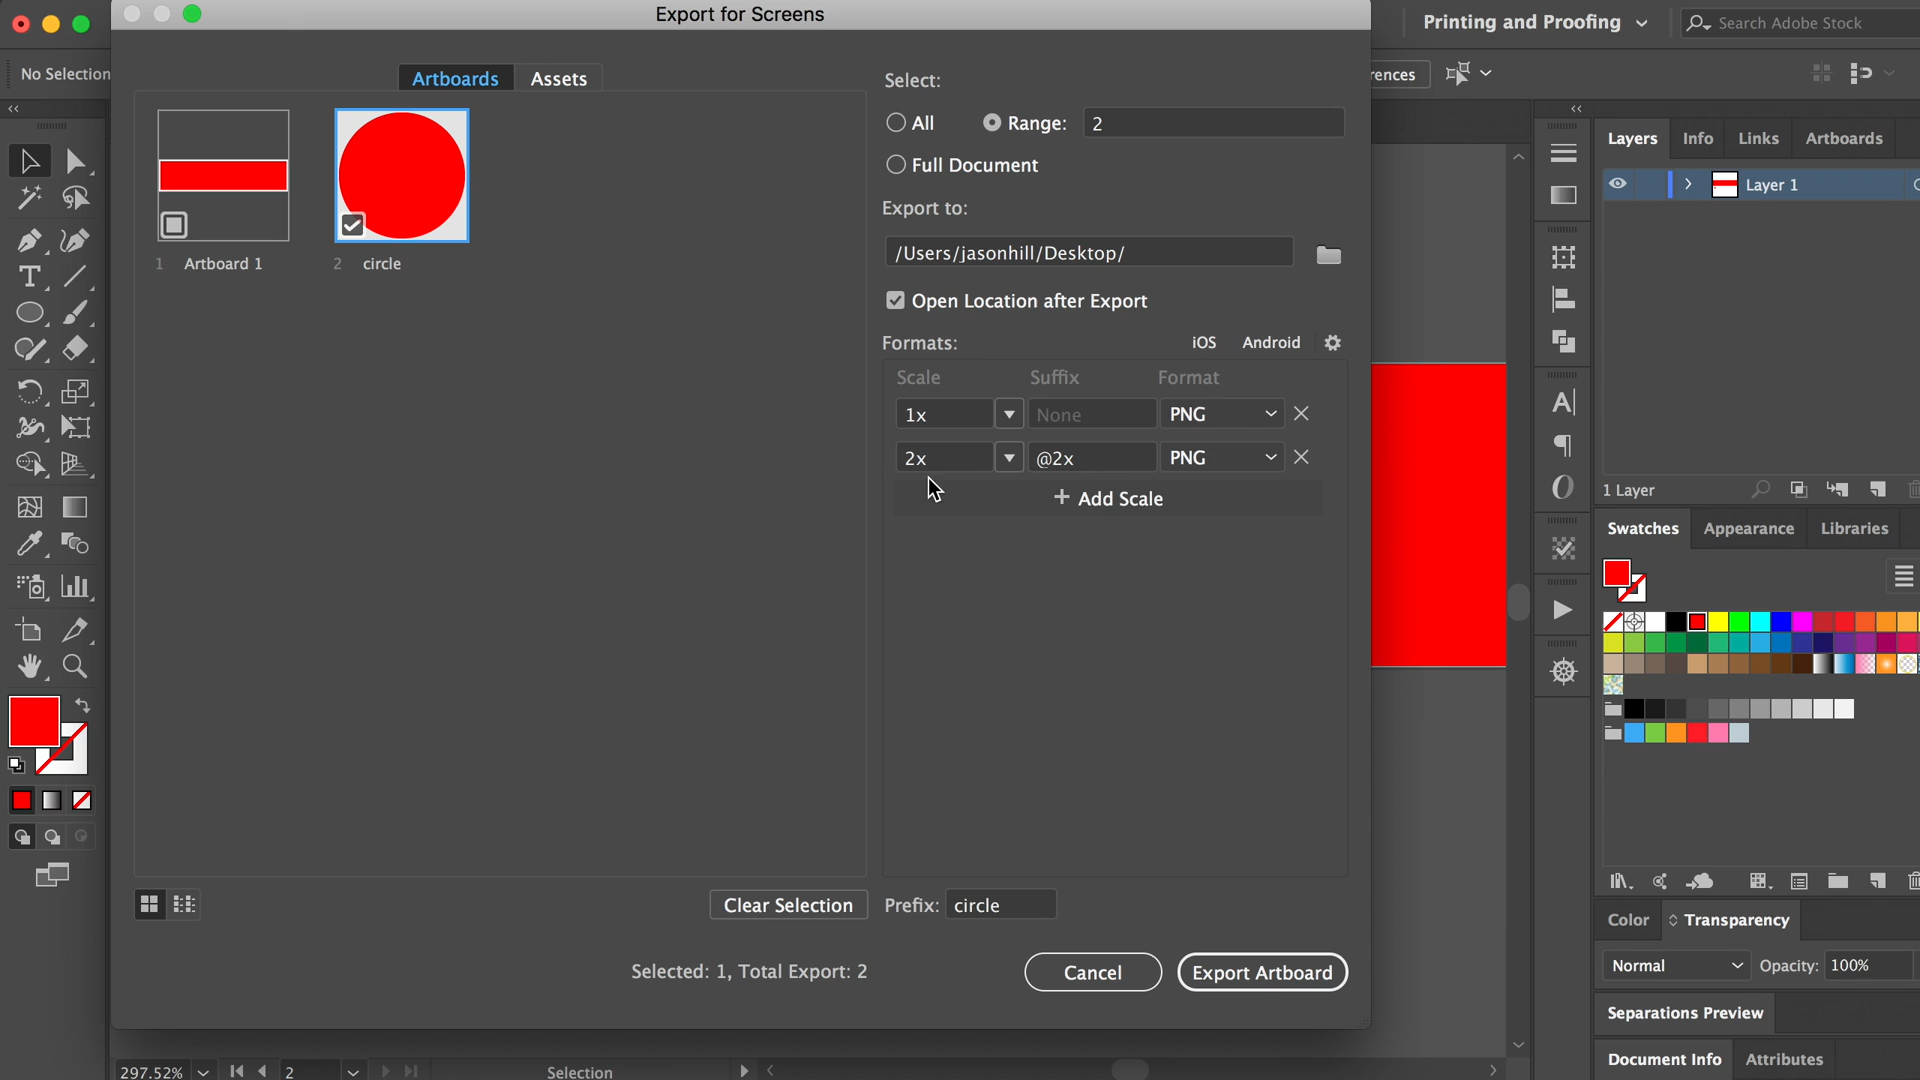 Export for Screens
Printing and Proofing
Search Adobe Stock
No Selection
rences
Artboards
Assets
1 Artboard 1
2 circle
Select:
All
Range: 2
Full Document
Export to:
/Users/jasonhill/Desktop/
Open Location after Export
Formats:
iOS
Android
Scale
Suffix
Format
1x
None
PNG
2x
@2x
PNG
+ Add Scale
Clear Selection
Prefix: circle
Selected: 1, Total Export: 2
Cancel
Export Artboard
297.52%
2
Selection
Layers
Info
Links
Artboards
Layer 1
1 Layer
Swatches
Appearance
Libraries
Color
Transparency
Normal
Opacity: 100%
Separations Preview
Document Info
Attributes